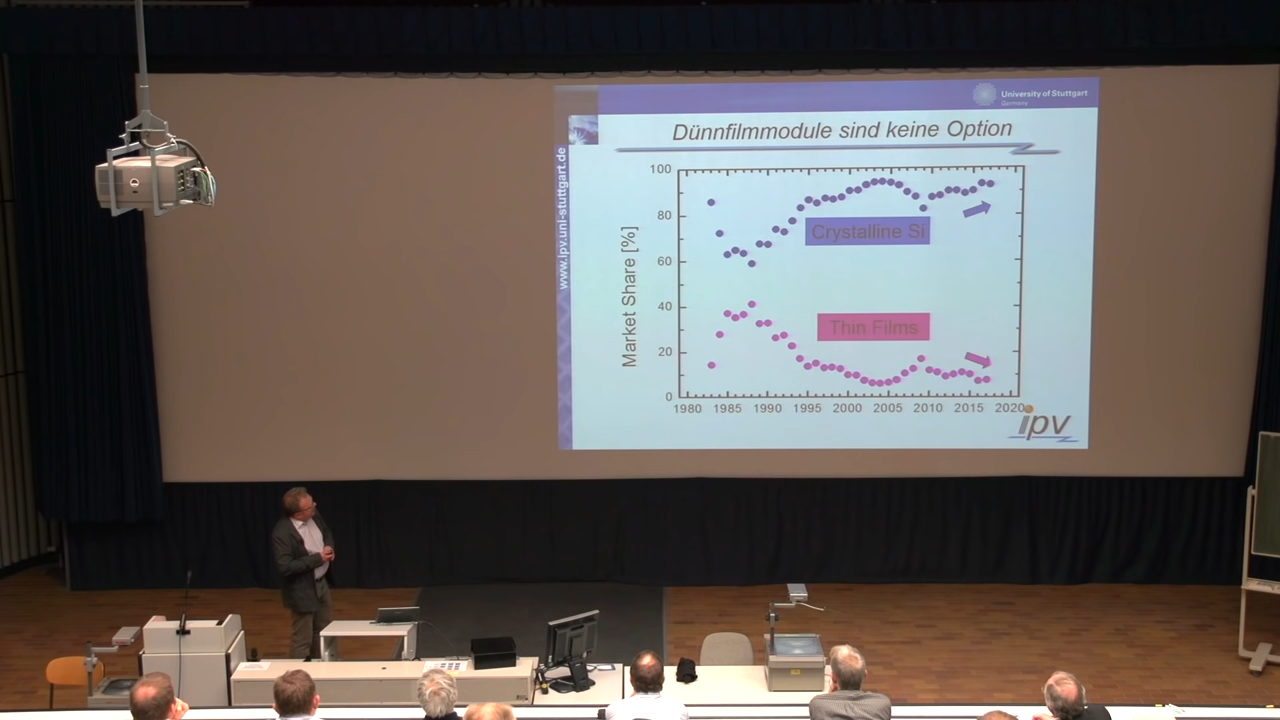 University of Stuttgart
Germany
www.ipv.uni-stuttgart.de
Dünnfilmmodule sind keine Option
Market Share [%]
100
80
60
40
20
0
Crystalline Si
Thin Films
1980 1985 1990 1995 2000 2005 2010 2015 2020
ipv